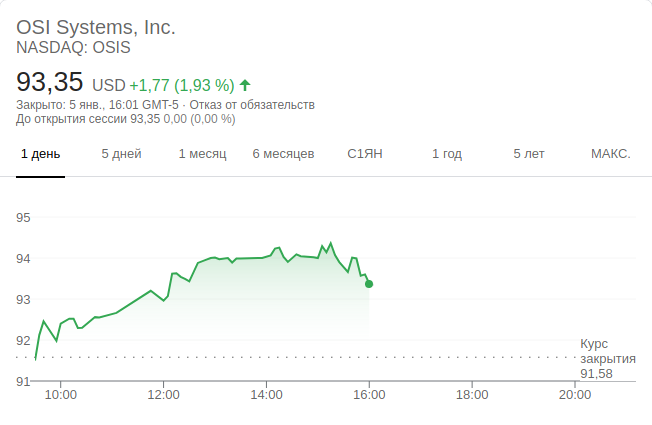 OSI Systems, Inc.
NASDAQ: OSIS
93,35 USD +1,77 (1,93 %)
Закрыто: 5 янв., 16:01 GMT-5 · Отказ от обязательств
До открытия сессии 93,35 0,00 (0,00 %)
1 день 5 дней 1 месяц 6 месяцев С1ЯН 1 год 5 лет МАКС.
95
94
93
92
Курс
закрытия
91,58
91
10:00 12:00 14:00 16:00 18:00 20:00